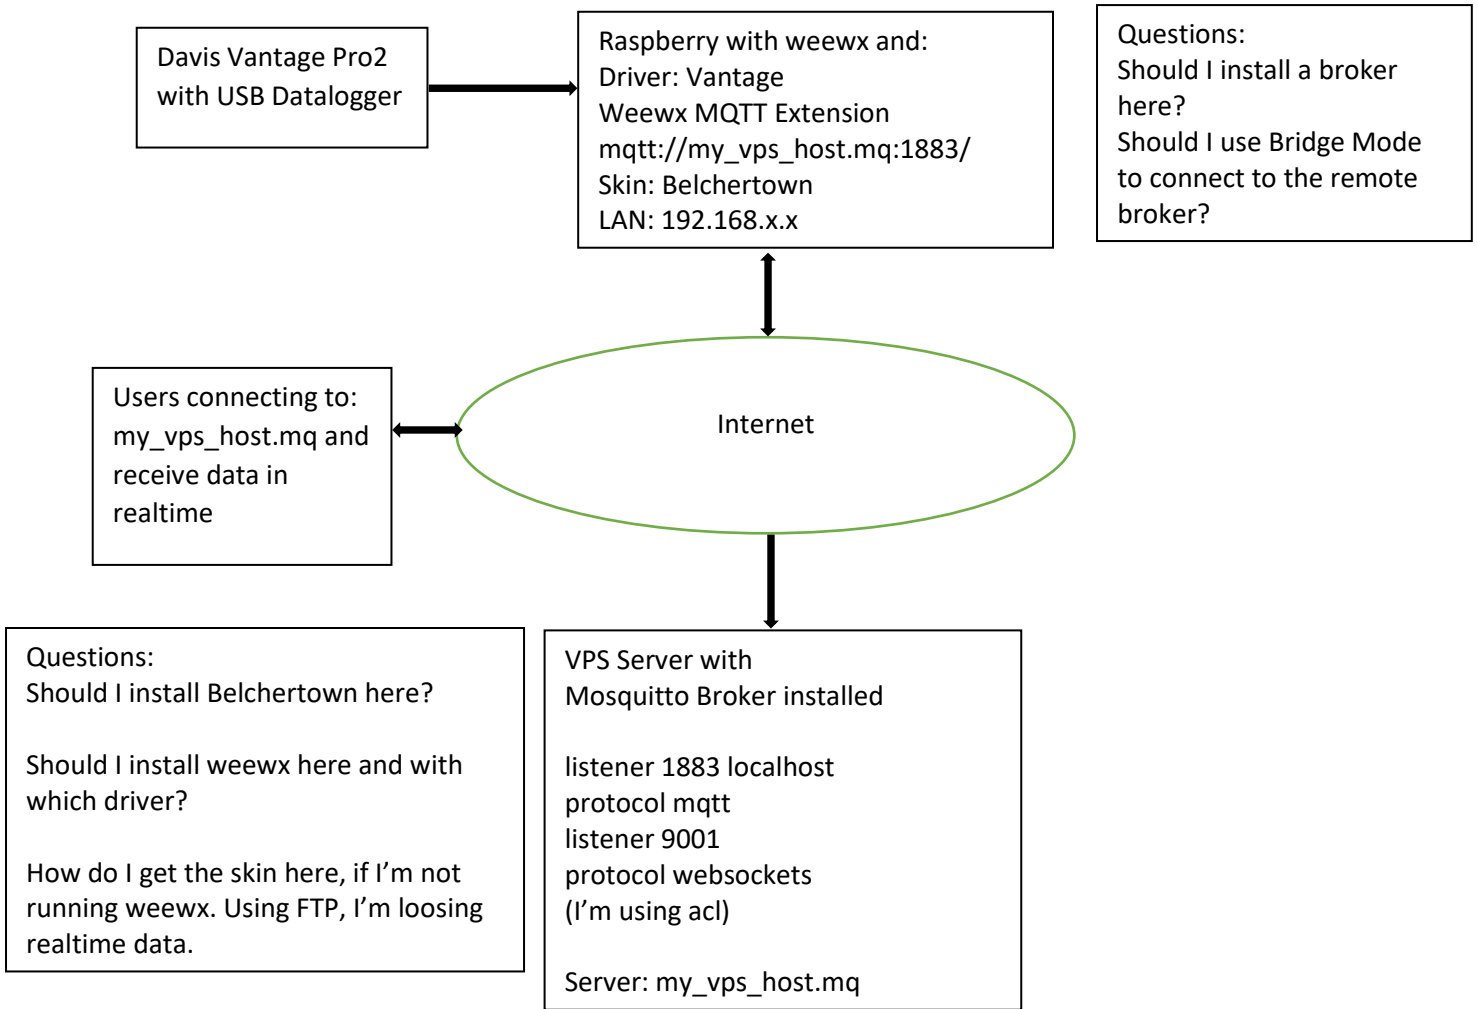 Davis Vantage Pro2
with USB Datalogger
Raspberry with weewx and:
Driver: Vantage
Weewx MQTT Extension
mqtt://my_vps_host.mq:1883/
Skin: Belchertown
LAN: 192.168.x.x
Questions:
Should I install a broker
here?
Should I use Bridge Mode
to connect to the remote
broker?
Users connecting to:
my_vps_host.mq and
receive data in
realtime
Internet
Questions:
Should I install Belchertown here?
Should I install weewx here and with
which driver?
How do I get the skin here, if I’m not
running weewx. Using FTP, I’m loosing
realtime data.
VPS Server with
Mosquitto Broker installed
listener 1883 localhost
protocol mqtt
listener 9001
protocol websockets
(I’m using acl)
Server: my_vps_host.mq